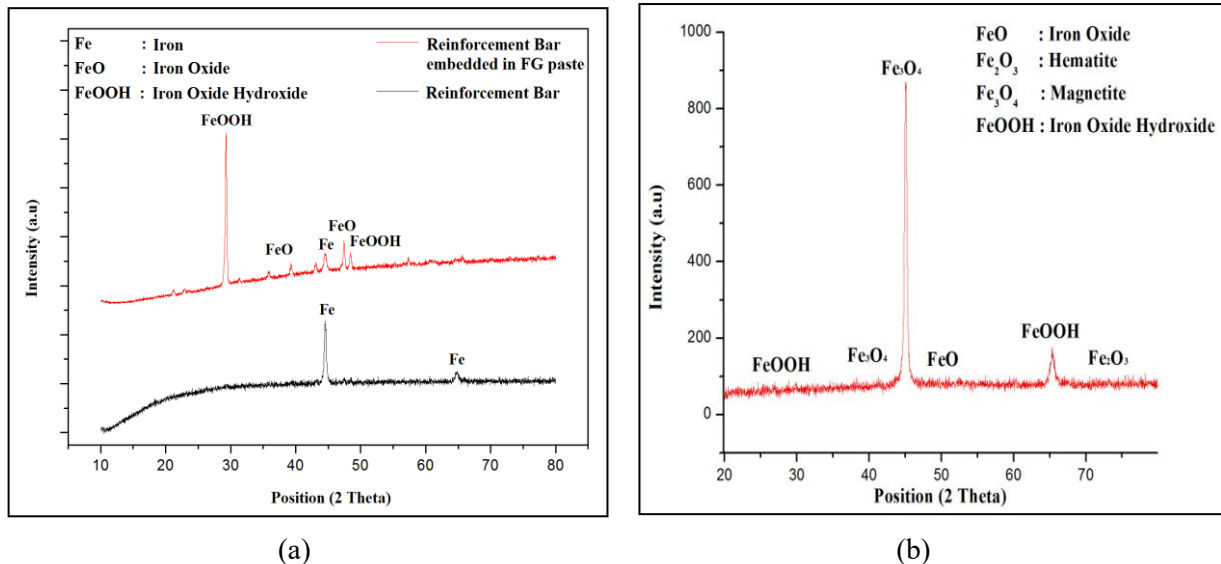 Fe : Iron
FeO : Iron Oxide
FeOOH : Iron Oxide Hydroxide
Reinforcement Bar
embedded in FG paste
Reinforcement Bar
FeOOH
FeO
Fe
FeO
FeOOH
Fe
Fe
Intensity (a.u)
10 20 30 40 50 60 70 80
Position (2 Theta)
(a)
FeO : Iron Oxide
Fe₂O₃ : Hematite
Fe₃O₄ : Magnetite
FeOOH : Iron Oxide Hydroxide
Fe₃O₄
FeOOH
Fe₃O₄
FeO
FeOOH
Fe₂O₃
1000
800
600
400
200
0
Intensity (a.u)
20 30 40 50 60 70
Position (2 Theta)
(b)